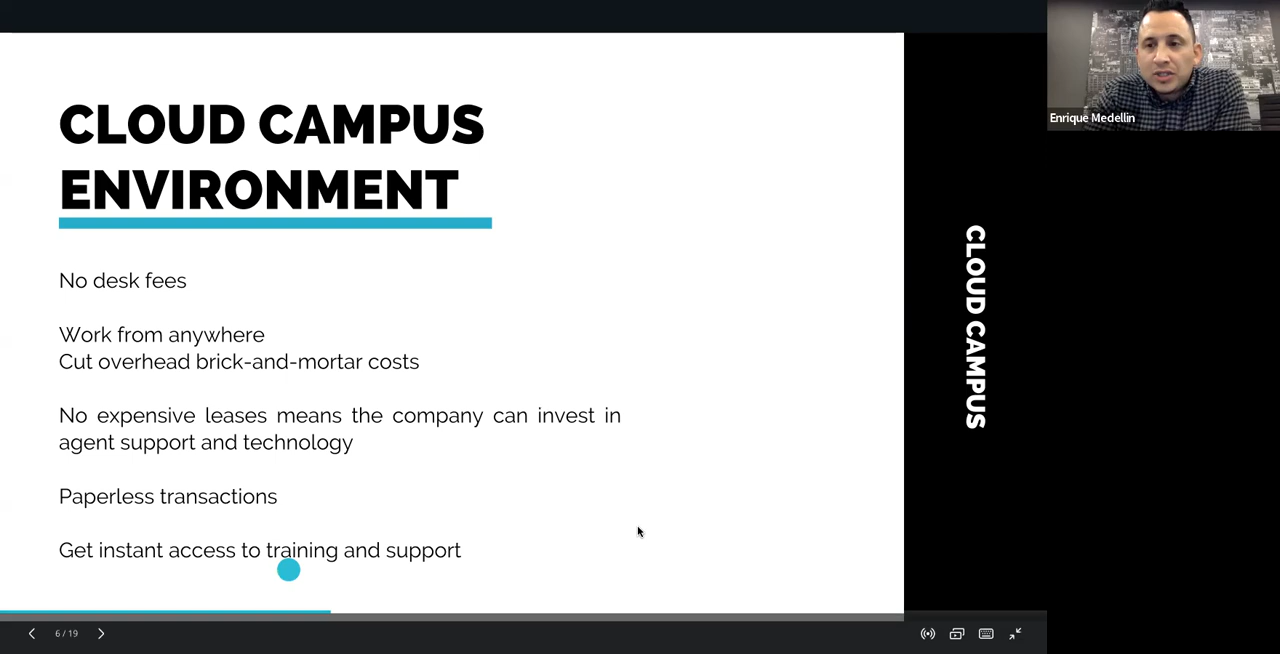 CLOUD CAMPUS
ENVIRONMENT
No desk fees
Work from anywhere
Cut overhead brick-and-mortar costs
No expensive leases means the company can invest in
agent support and technology
Paperless transactions
Get instant access to training and support
CLOUD CAMPUS
Enrique Medellin
6 / 19